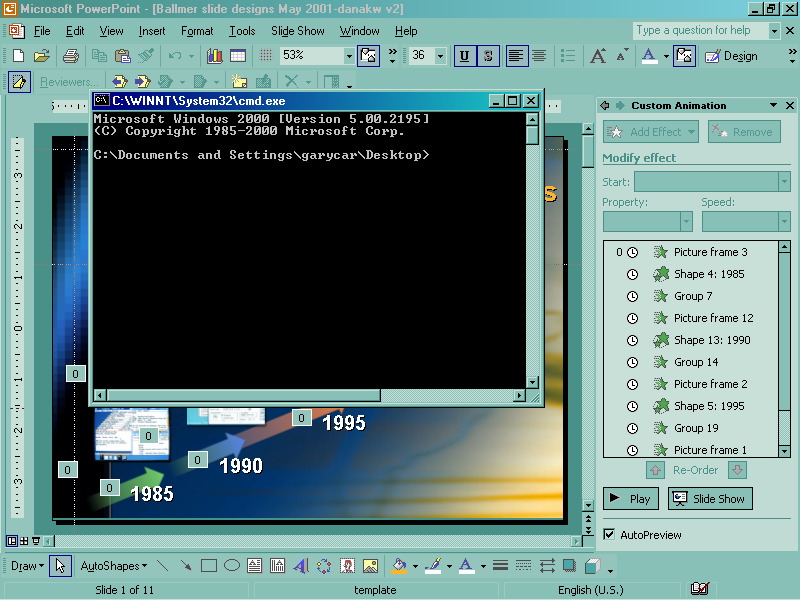 Microsoft PowerPoint - [Ballmer slide designs May 2001-danakw v2]
File Edit View Insert Format Tools Slide Show Window Help
Type a question for help
53%
36
U S
A A A
Design
Reviewers...
C:\WINNT\System32\cmd.exe
Microsoft Windows 2000 [Version 5.00.2195]
(C) Copyright 1985-2000 Microsoft Corp.
C:\Documents and Settings\garycar\Desktop>
S
Custom Animation
Add Effect Remove
Modify effect
Start:
Property: Speed:
0 Picture frame 3
Shape 4: 1985
Group 7
Picture frame 12
Shape 13: 1990
Group 14
Picture frame 2
Shape 5: 1995
Group 19
Picture frame 1
Re-Order
Play Slide Show
AutoPreview
0
0
0
0
0
0
1995
1990
1985
Draw AutoShapes
Slide 1 of 11 template English (U.S.)